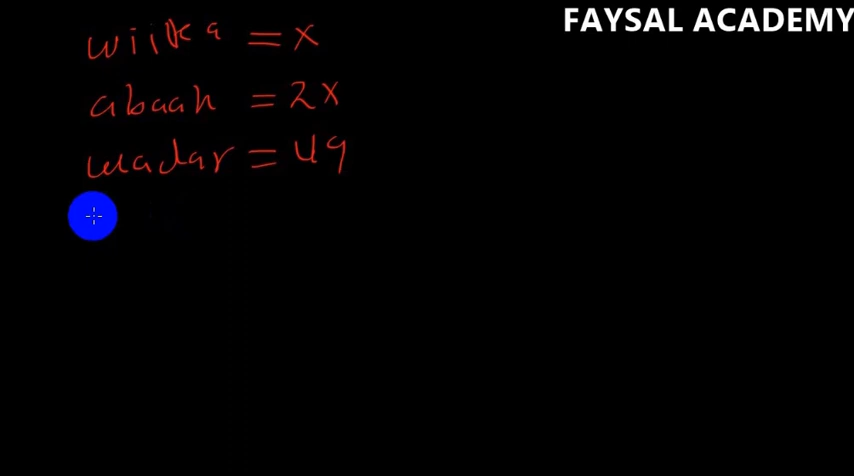 FAYSAL ACADEMY
wiilka = x
abaah = 2x
wadar = 49